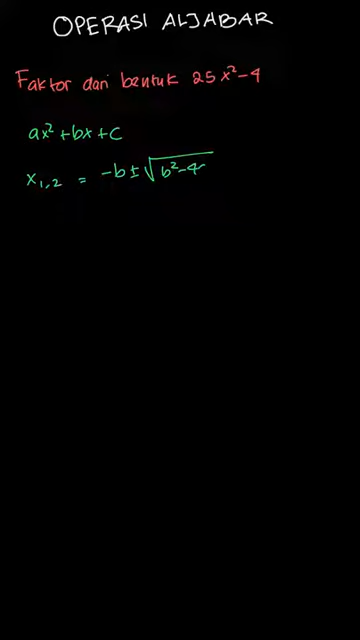 OPERASI ALJABAR
Faktor dari bentuk 25x²-4
ax²+bx+c
x₁,₂ = -b±√b²-4